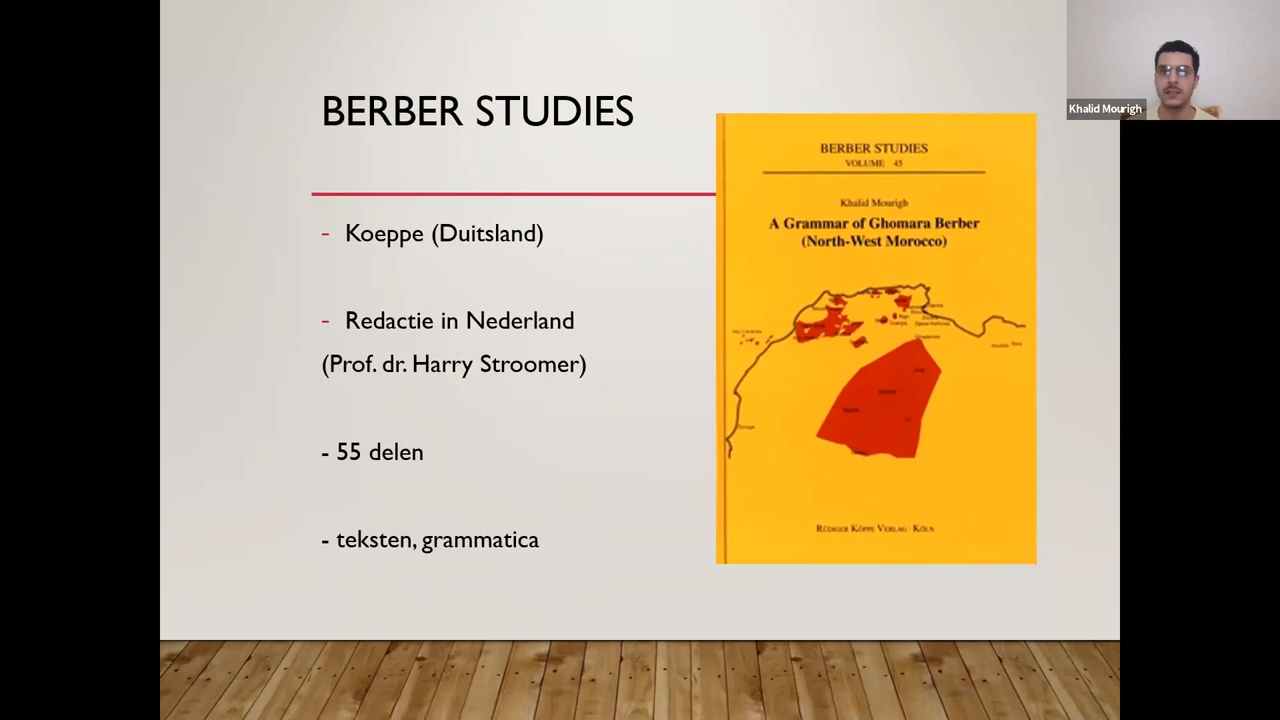 BERBER STUDIES
- Koeppe (Duitsland)
- Redactie in Nederland
(Prof. dr. Harry Stroomer)
- 55 delen
- teksten, grammatica
BERBER STUDIES
VOLUME 45
Khalid Mourigh
A Grammar of Ghomara Berber
(North-West Morocco)
RÜDIGER KÖPPE VERLAG · KÖLN
Khalid Mourigh